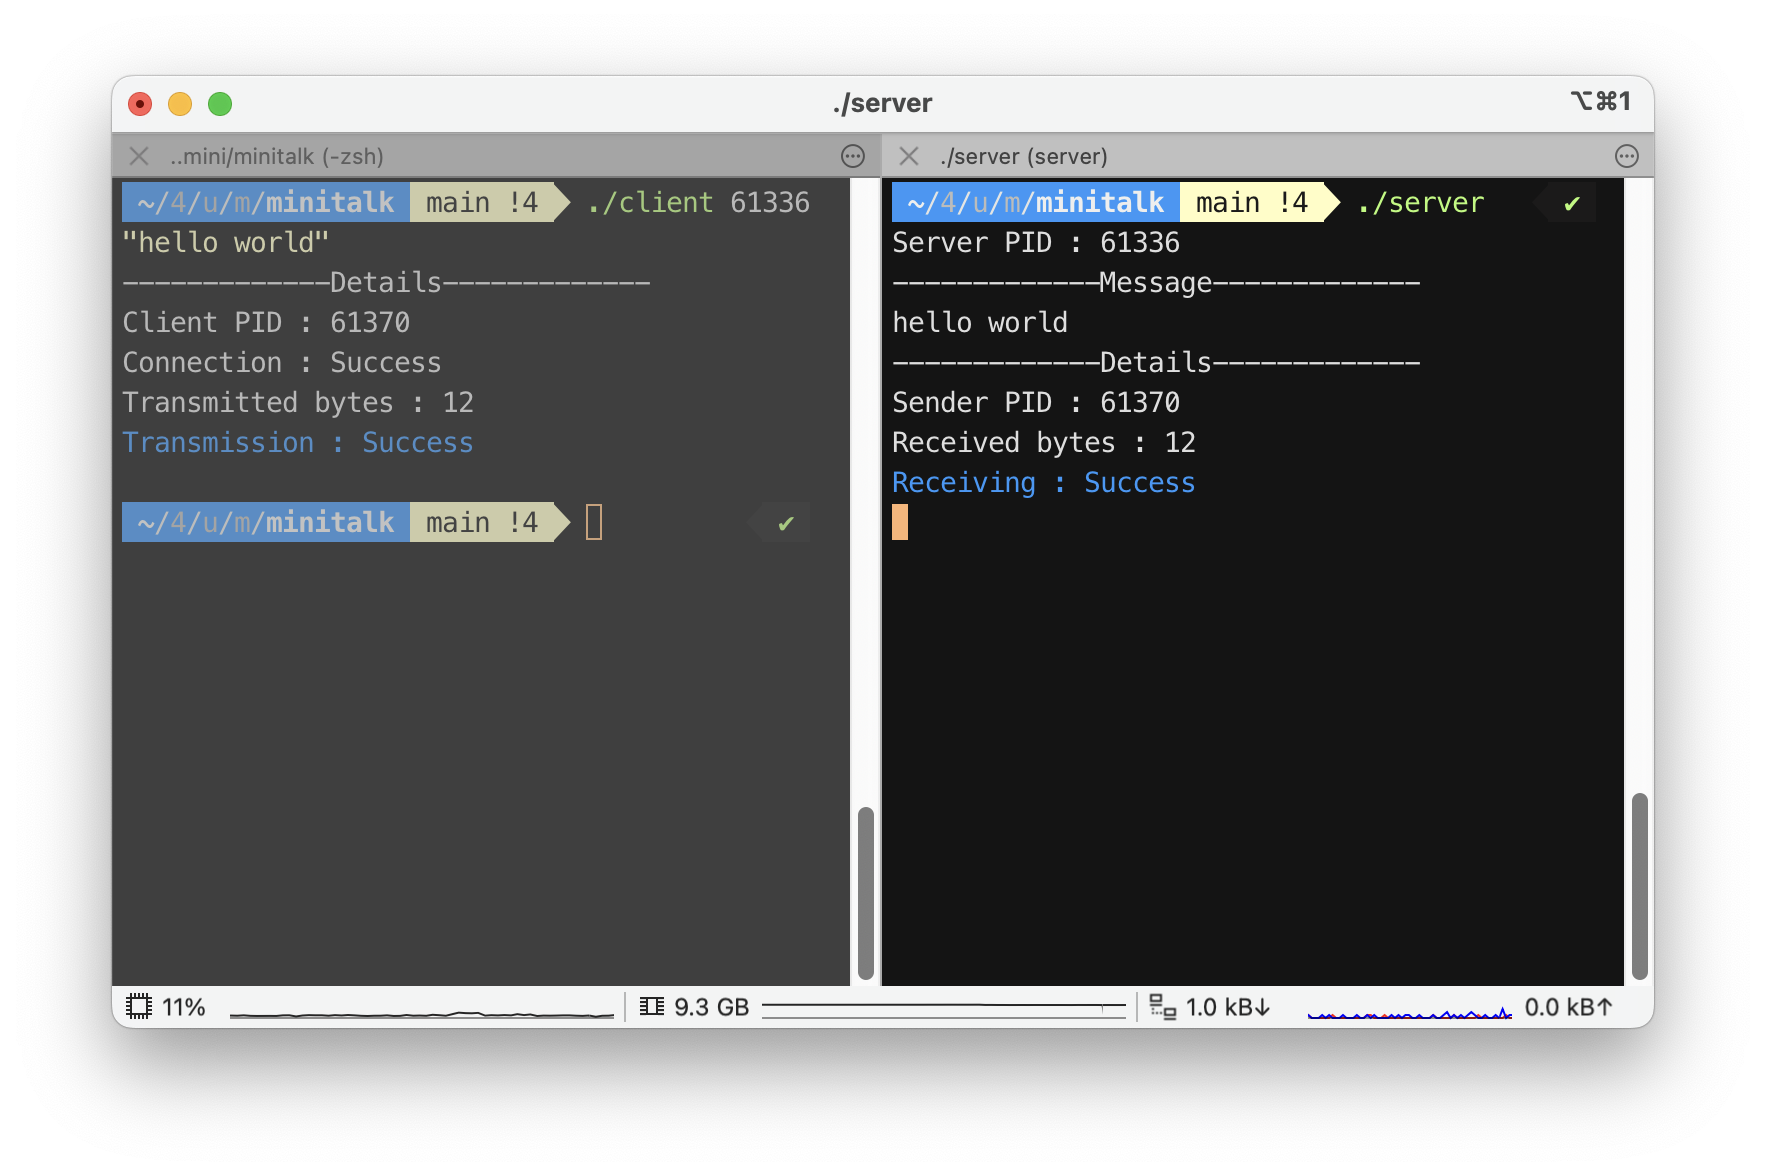 ./server
⌥⌘1
..mini/minitalk (-zsh)
~/4/u/m/minitalk main !4 ./client 61336
"hello world"
-------------Details-------------
Client PID : 61370
Connection : Success
Transmitted bytes : 12
Transmission : Success
~/4/u/m/minitalk main !4 ✔
./server (server)
~/4/u/m/minitalk main !4 ./server ✔
Server PID : 61336
-------------Message-------------
hello world
-------------Details-------------
Sender PID : 61370
Received bytes : 12
Receiving : Success
11% 9.3 GB 1.0 kB↓ 0.0 kB↑